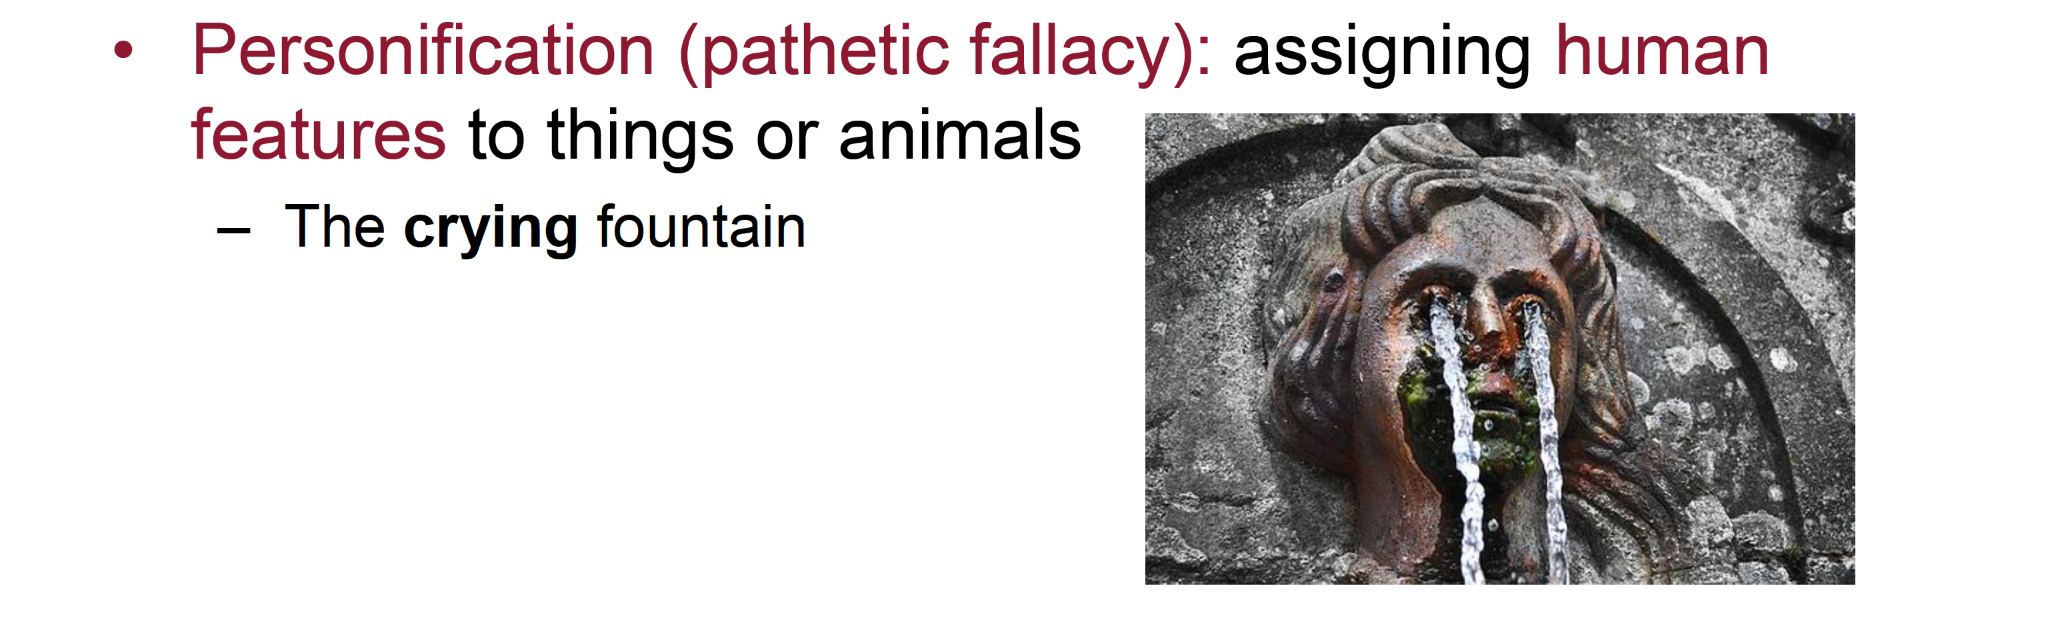 • Personification (pathetic fallacy): assigning human
features to things or animals
– The crying fountain